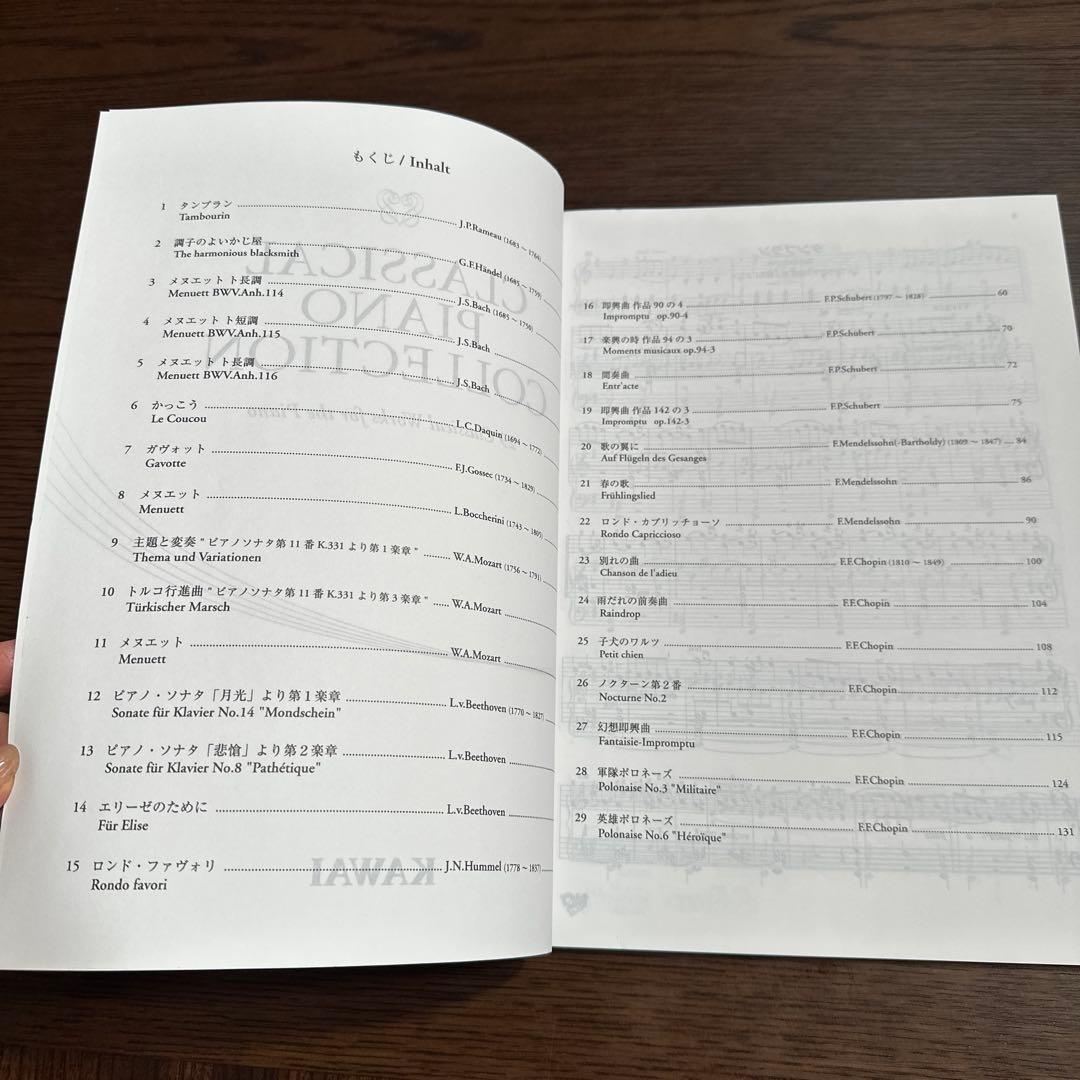 もくじ / Inhalt
1 タンブラン J.P.Rameau (1683 ~ 1764)
Tambourin
2 調子のよいかじ屋 G.F.Händel (1685 ~ 1759)
The harmonious blacksmith
3 メヌエット ト長調 J.S.Bach (1685 ~ 1750)
Menuett BWV.Anh.114
4 メヌエット ト短調 J.S.Bach
Menuett BWV.Anh.115
5 メヌエット ト長調 J.S.Bach
Menuett BWV.Anh.116
6 かっこう L.C.Daquin (1694 ~ 1772)
Le Coucou
7 ガヴォット F.J.Gossec (1734 ~ 1829)
Gavotte
8 メヌエット L.Boccherini (1743 ~ 1805)
Menuett
9 主題と変奏 " ピアノソナタ第 11 番 K.331 より第 1 楽章 " W.A.Mozart (1756 ~ 1791)
Thema und Variationen
10 トルコ行進曲 " ピアノソナタ第 11 番 K.331 より第 3 楽章 " W.A.Mozart
Türkischer Marsch
11 メヌエット W.A.Mozart
Menuett
12 ピアノ・ソナタ「月光」より第 1 楽章 L.v.Beethoven (1770 ~ 1827)
Sonate für Klavier No.14 "Mondschein"
13 ピアノ・ソナタ「悲愴」より第 2 楽章 L.v.Beethoven
Sonate für Klavier No.8 "Pathétique"
14 エリーゼのために L.v.Beethoven
Für Elise
15 ロンド・ファヴォリ J.N.Hummel (1778 ~ 1837)
Rondo favori
16 即興曲 作品 90 の 4 F.P.Schubert (1797 ~ 1828) 60
Impromptu op.90-4
17 楽興の時 作品 94 の 3 F.P.Schubert 70
Moments musicaux op.94-3
18 間奏曲 F.P.Schubert 72
Entr'acte
19 即興曲 作品 142 の 3 F.P.Schubert 75
Impromptu op.142-3
20 歌の翼に F.Mendelssohn(-Bartholdy) (1809 ~ 1847) 84
Auf Flügeln des Gesanges
21 春の歌 F.Mendelssohn 86
Frühlingslied
22 ロンド・カプリッチョーソ F.Mendelssohn 90
Rondo Capriccioso
23 別れの曲 F.F.Chopin (1810 ~ 1849) 100
Chanson de l'adieu
24 雨だれの前奏曲 F.F.Chopin 104
Raindrop
25 子犬のワルツ F.F.Chopin 108
Petit chien
26 ノクターン第 2 番 F.F.Chopin 112
Nocturne No.2
27 幻想即興曲 F.F.Chopin 115
Fantaisie-Impromptu
28 軍隊ポロネーズ F.F.Chopin 124
Polonaise No.3 "Militaire"
29 英雄ポロネーズ F.F.Chopin 131
Polonaise No.6 "Héroïque"
CLASSICAL
PIANO
COLLECTION
KAWAI